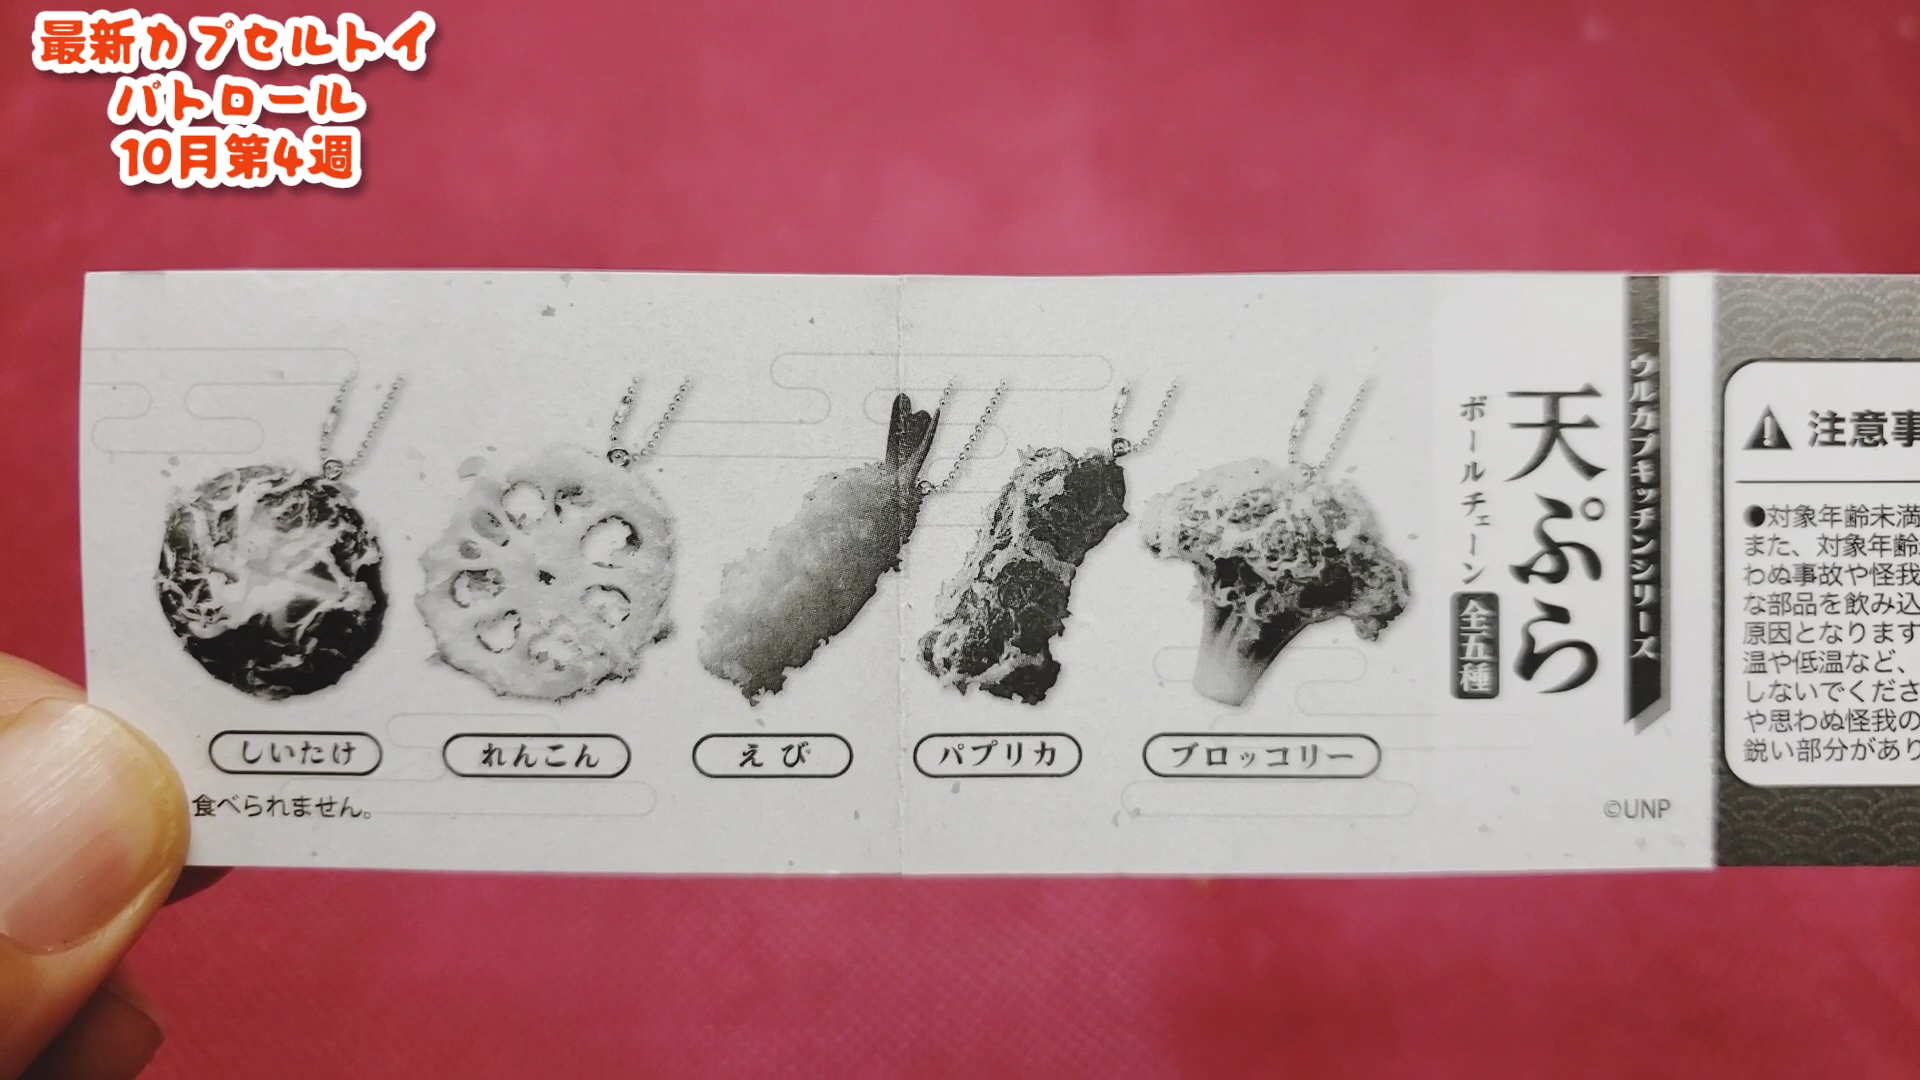 最新カプセルトイ
パトロール
10月第4週
ウルカプキッチンシリーズ
天ぷら
ボールチェーン
全五種
しいたけ
れんこん
えび
パプリカ
ブロッコリー
食べられません。
©UNP
注意事
●対象年齢未満
また、対象年齢
わぬ事故や怪我
な部品を飲み込
原因となります
温や低温など、
しないでくださ
や思わぬ怪我の
鋭い部分があり